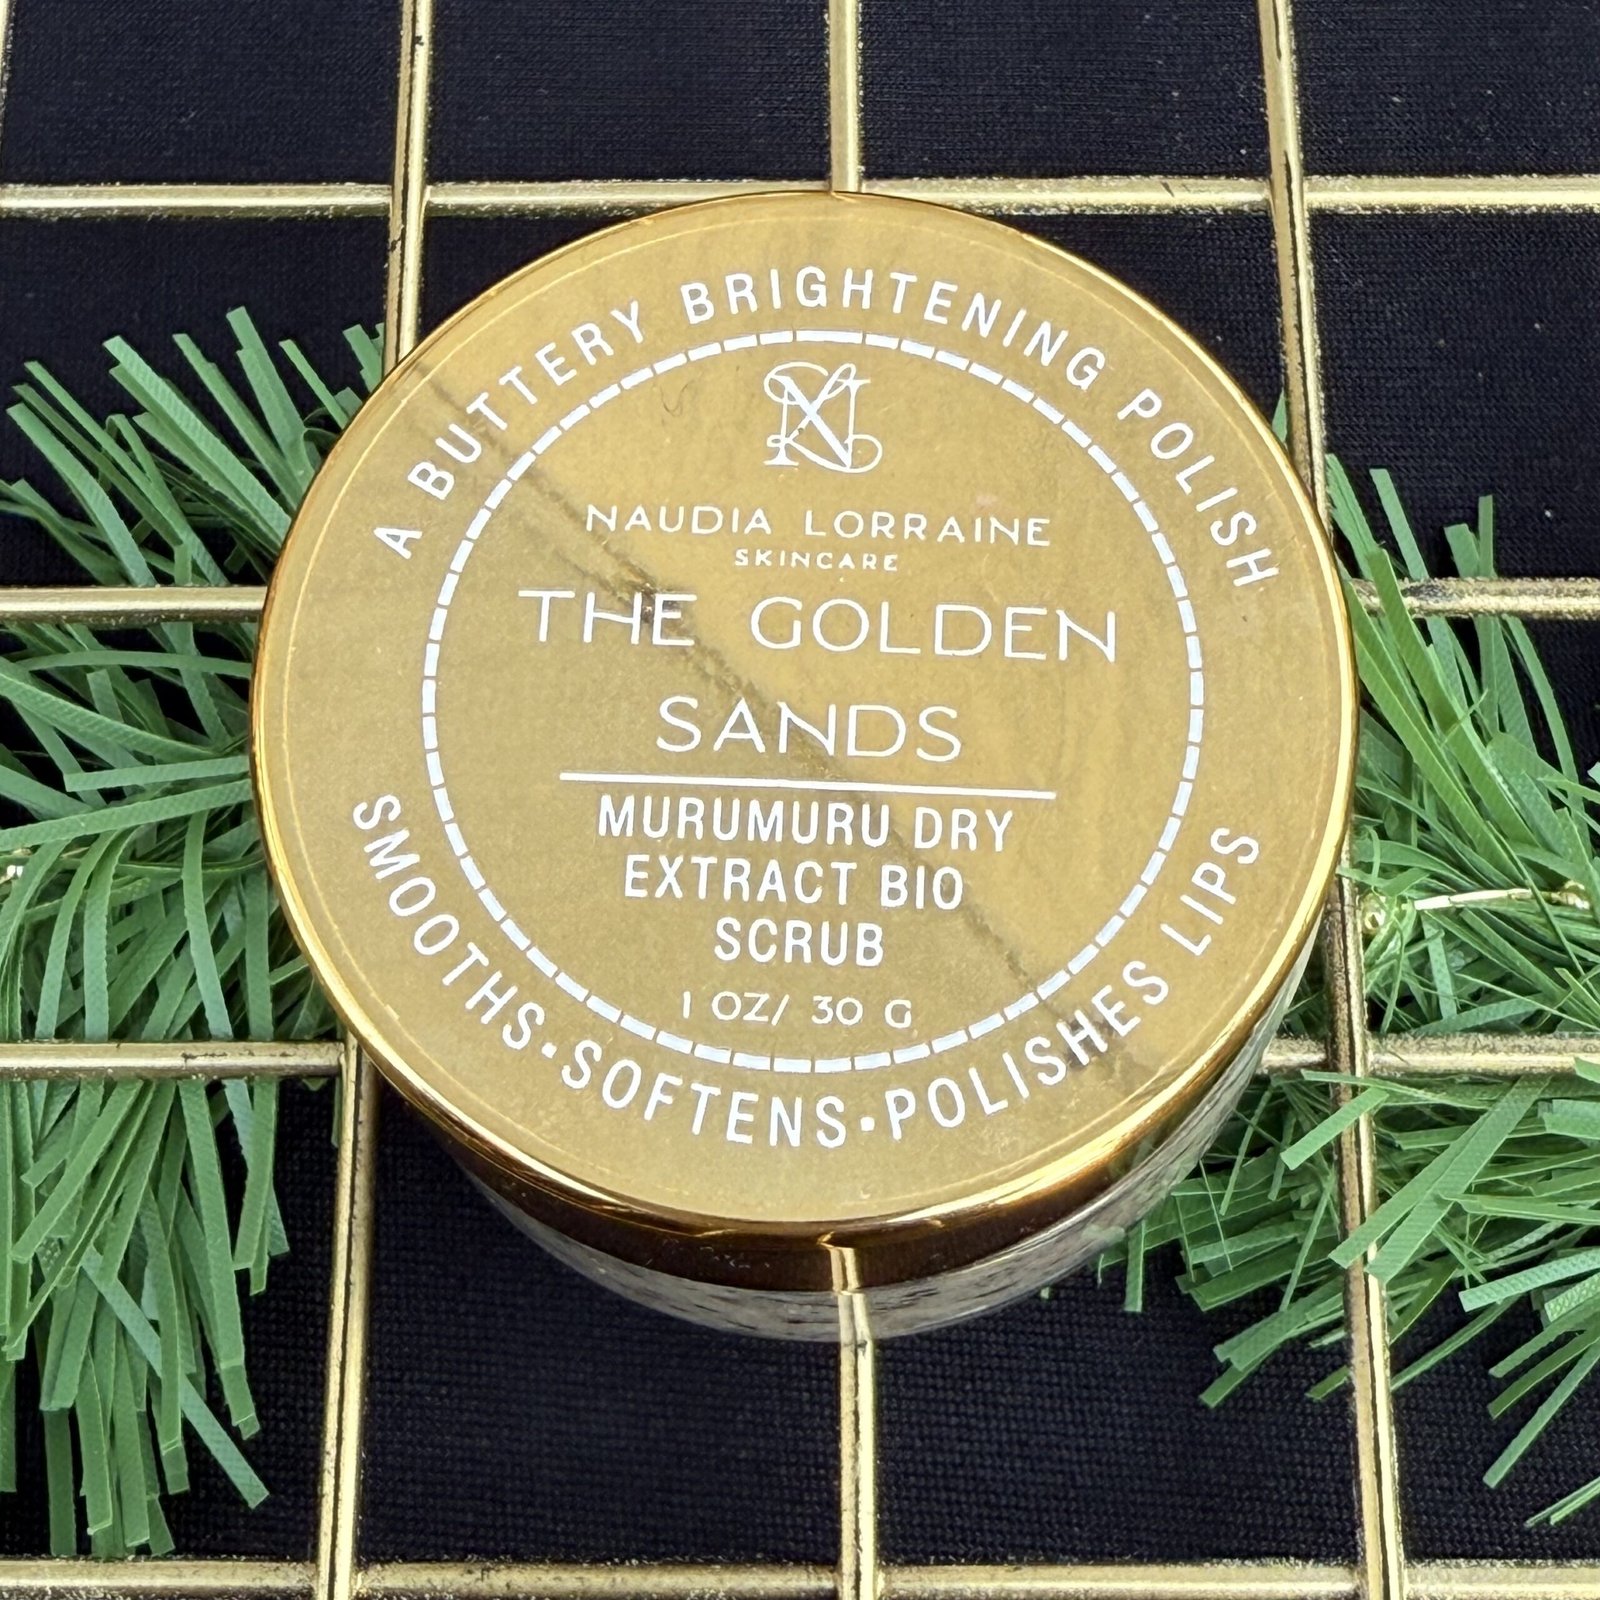 A BUTTERY BRIGHTENING POLISH
NL
NAUDIA LORRAINE
SKINCARE
THE GOLDEN
SANDS
MURUMURU DRY
EXTRACT BIO
SCRUB
1 OZ/ 30 G
SMOOTHS•SOFTENS•POLISHES LIPS